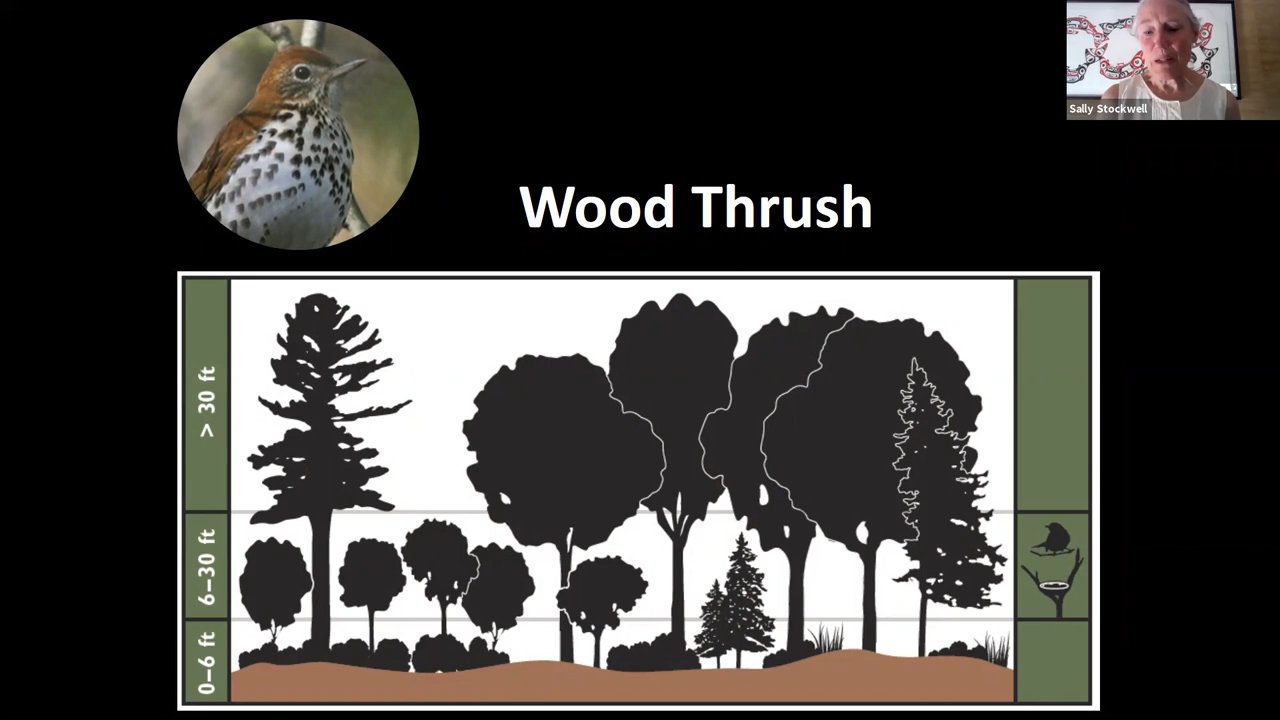 Sally Stockwell
Wood Thrush
> 30 ft
6–30 ft
0–6 ft